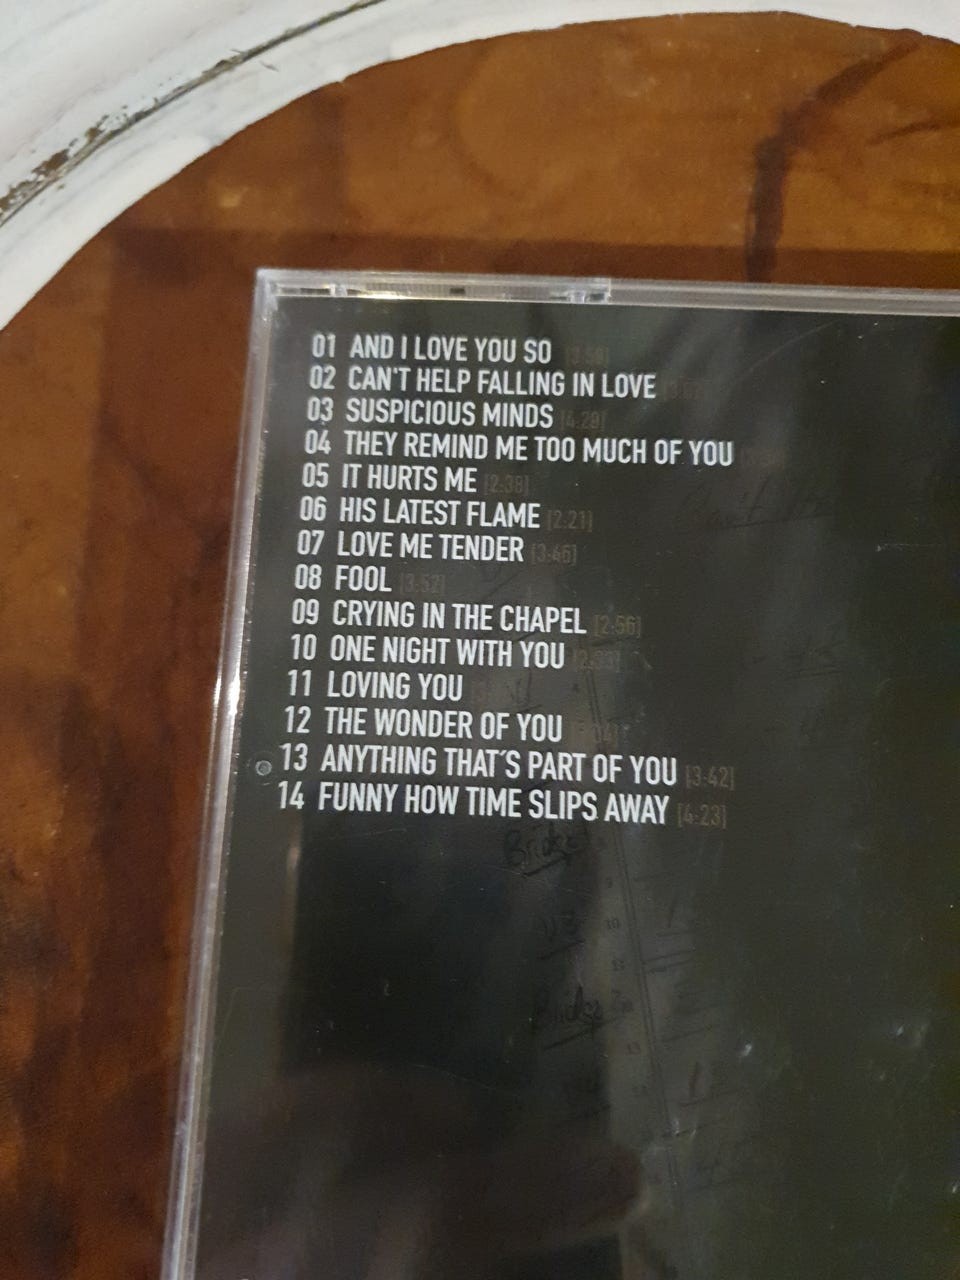 01 AND I LOVE YOU SO
02 CAN'T HELP FALLING IN LOVE
03 SUSPICIOUS MINDS [4:29]
04 THEY REMIND ME TOO MUCH OF YOU
05 IT HURTS ME [2:38]
06 HIS LATEST FLAME [2:21]
07 LOVE ME TENDER [3:46]
08 FOOL [3:52]
09 CRYING IN THE CHAPEL [2:56]
10 ONE NIGHT WITH YOU
11 LOVING YOU
12 THE WONDER OF YOU
13 ANYTHING THAT´S PART OF YOU [3:42]
14 FUNNY HOW TIME SLIPS AWAY [4:23]
Bridge